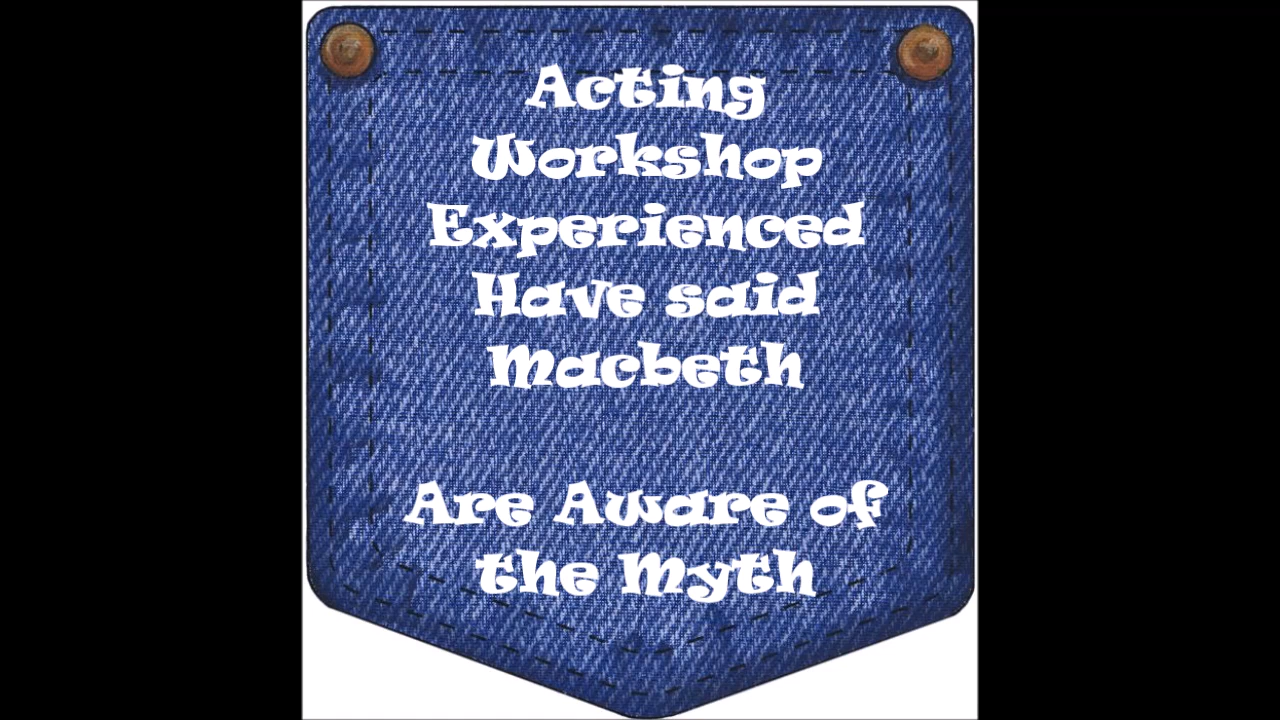 Acting
Workshop
Experienced
Have said
Macbeth
Are Aware of
the Myth